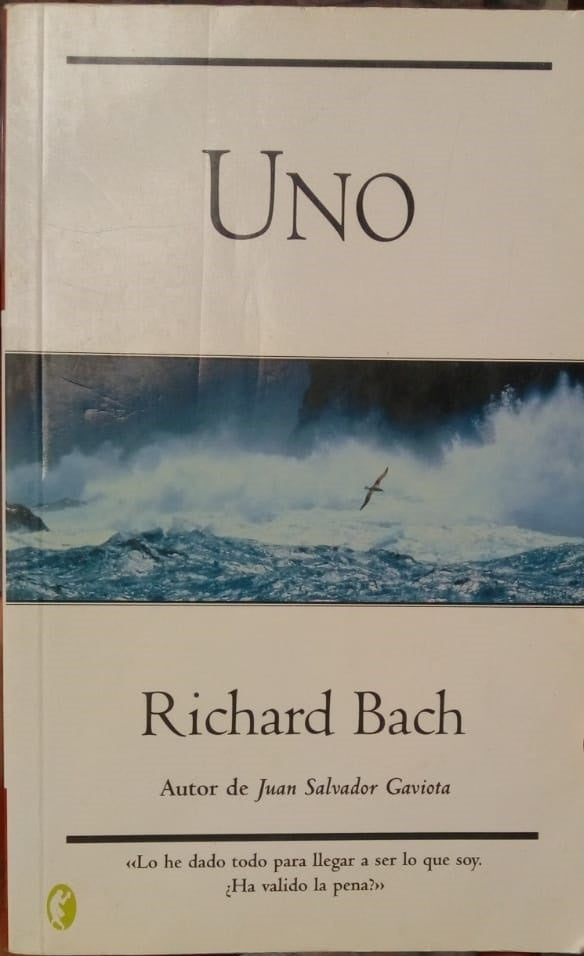 UNO
Richard Bach
Autor de Juan Salvador Gaviota
‹‹Lo he dado todo para llegar a ser lo que soy.
¿Ha valido la pena?››